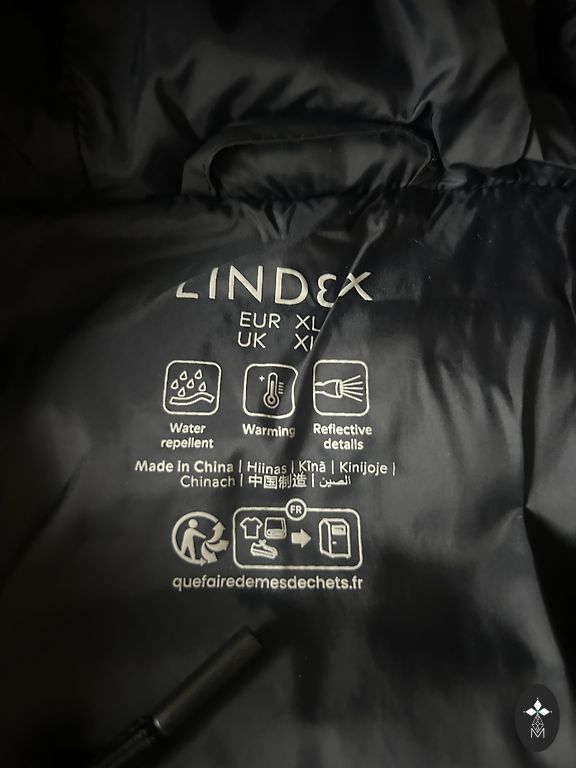 LINDEX
EUR XL
UK XL
Water
repellent
Warming
Reflective
details
Made in China | Hiinas | Ķīnā | Kinijoje |
Chinach | 中国制造 | الصين
FR
quefairedemesdechets.fr
M